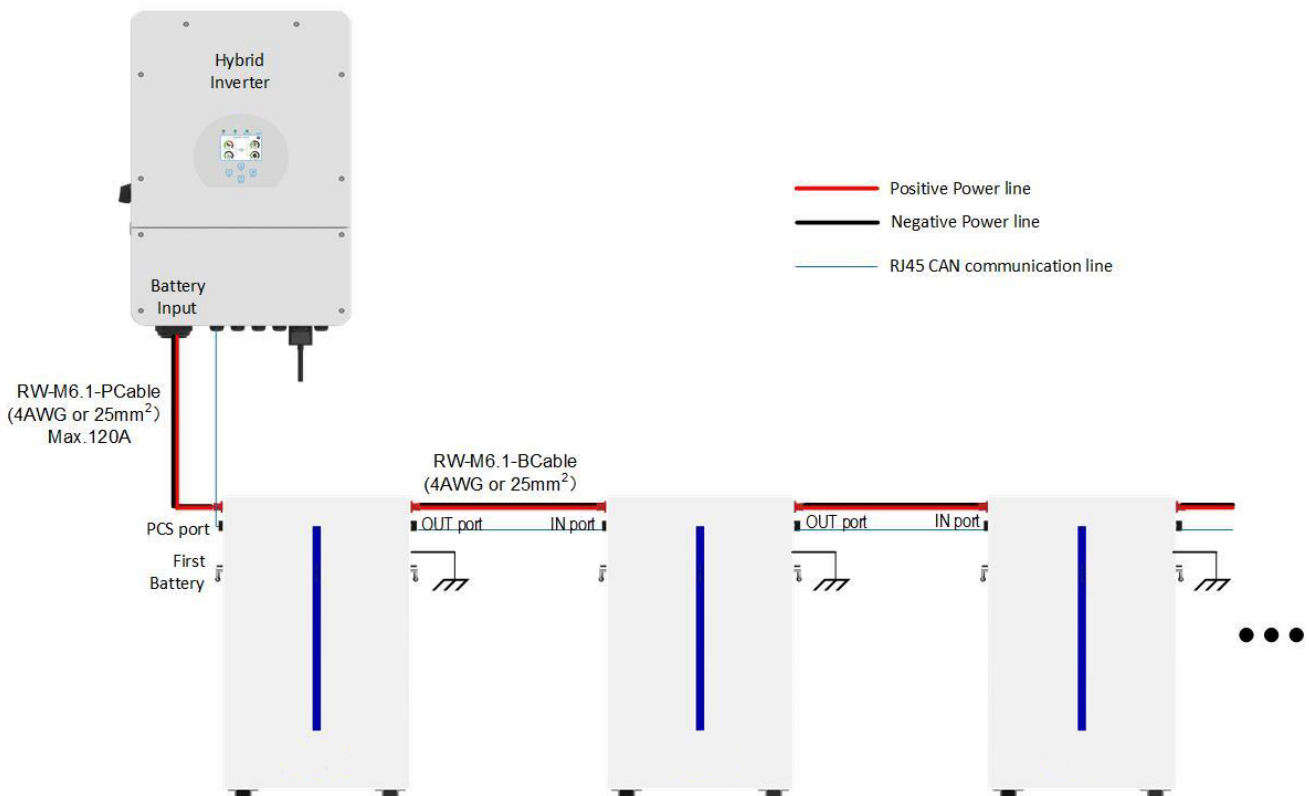 Hybrid
Inverter
Positive Power line
Negative Power line
RJ45 CAN communication line
Battery
Input
RW-M6.1-PCable
(4AWG or 25mm²)
Max.120A
RW-M6.1-BCable
(4AWG or 25mm²)
PCS port
OUT port
IN port
OUT port
IN port
First
Battery